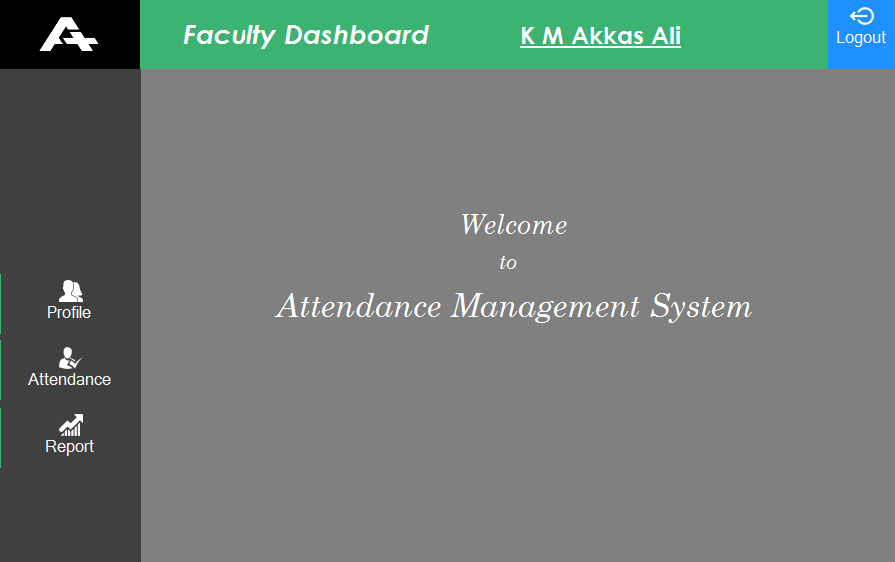 Faculty Dashboard
K M Akkas Ali
Logout
Welcome
to
Attendance Management System
Profile
Attendance
Report